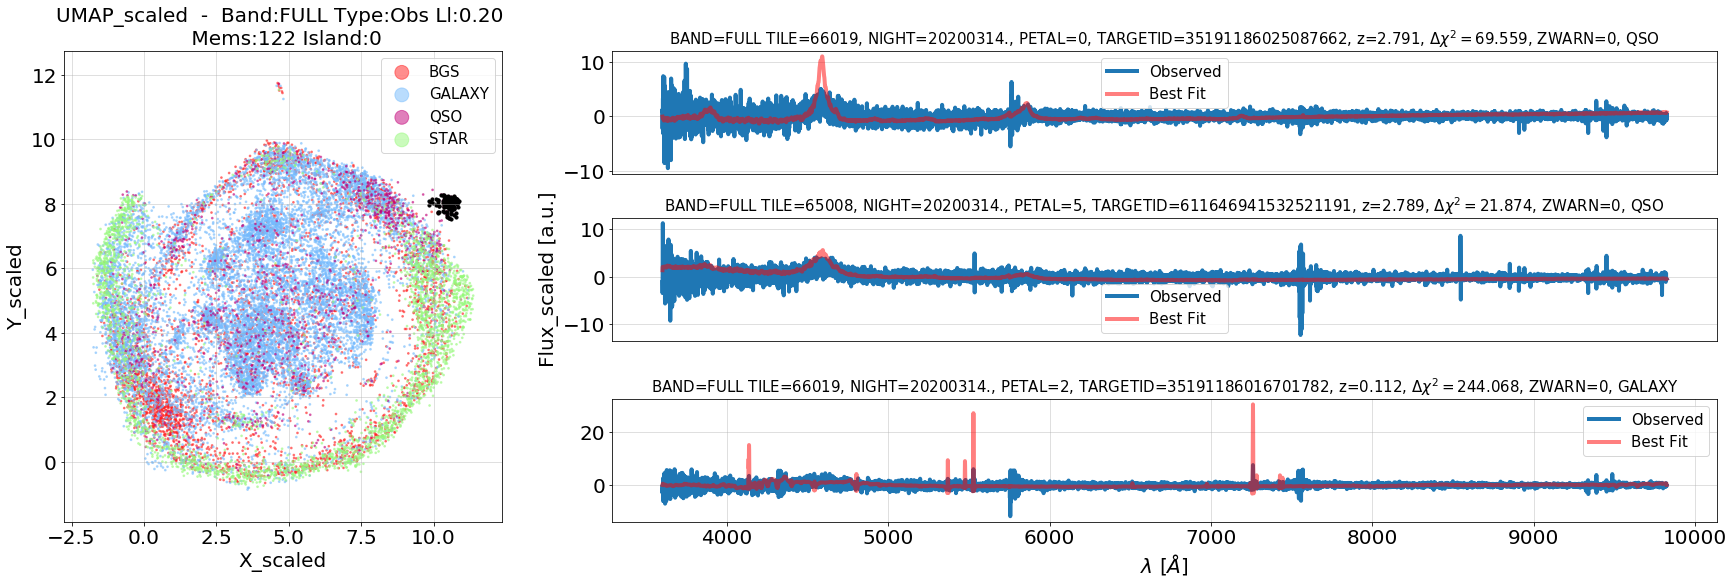 UMAP_scaled  -  Band:FULL Type:Obs Ll:0.20
Mems:122 Island:0
BGS
GALAXY
QSO
STAR
12
10
8
6
4
2
0
Y_scaled
−2.5 0.0 2.5 5.0 7.5 10.0
X_scaled
BAND=FULL TILE=66019, NIGHT=20200314., PETAL=0, TARGETID=35191186025087662, z=2.791, Δχ² = 69.559, ZWARN=0, QSO
Observed
Best Fit
10
0
−10
BAND=FULL TILE=65008, NIGHT=20200314., PETAL=5, TARGETID=611646941532521191, z=2.789, Δχ² = 21.874, ZWARN=0, QSO
Observed
Best Fit
10
0
−10
Flux_scaled [a.u.]
BAND=FULL TILE=66019, NIGHT=20200314., PETAL=2, TARGETID=35191186016701782, z=0.112, Δχ² = 244.068, ZWARN=0, GALAXY
Observed
Best Fit
20
0
4000 5000 6000 7000 8000 9000 10000
λ [Å]